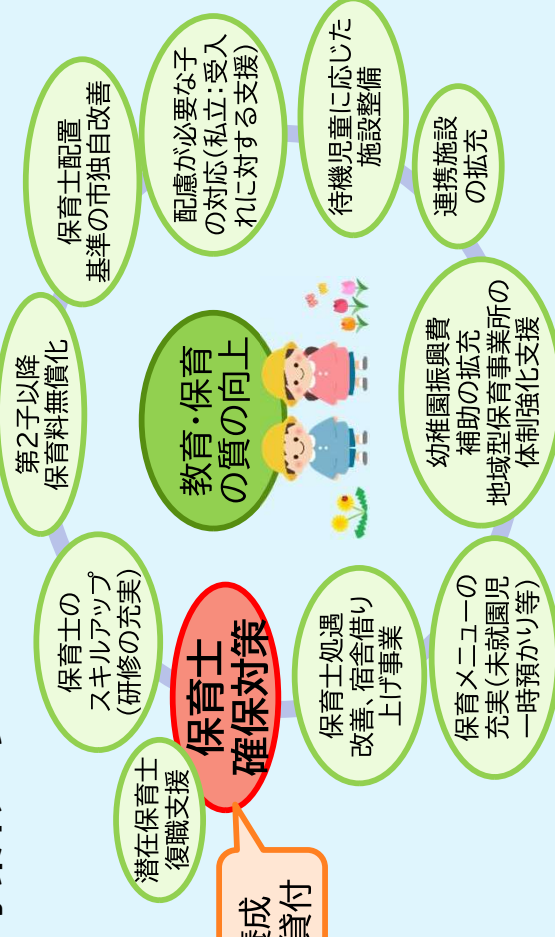 第2子以降
保育料無償化
保育士配置
基準の市独自改善
配慮が必要な子
の対応(私立：受入
れに対する支援)
待機児童に応じた
施設整備
連携施設
の拡充
幼稚園振興費
補助の拡充
地域型保育事業所の
体制強化支援
保育メニューの
充実(未就園児
一時預かり等)
保育士処遇
改善、宿舎借り
上げ事業
保育士
確保対策
潜在保育士
復職支援
保育士の
スキルアップ
(研修の充実)
教育・保育
の質の向上
成
貸付